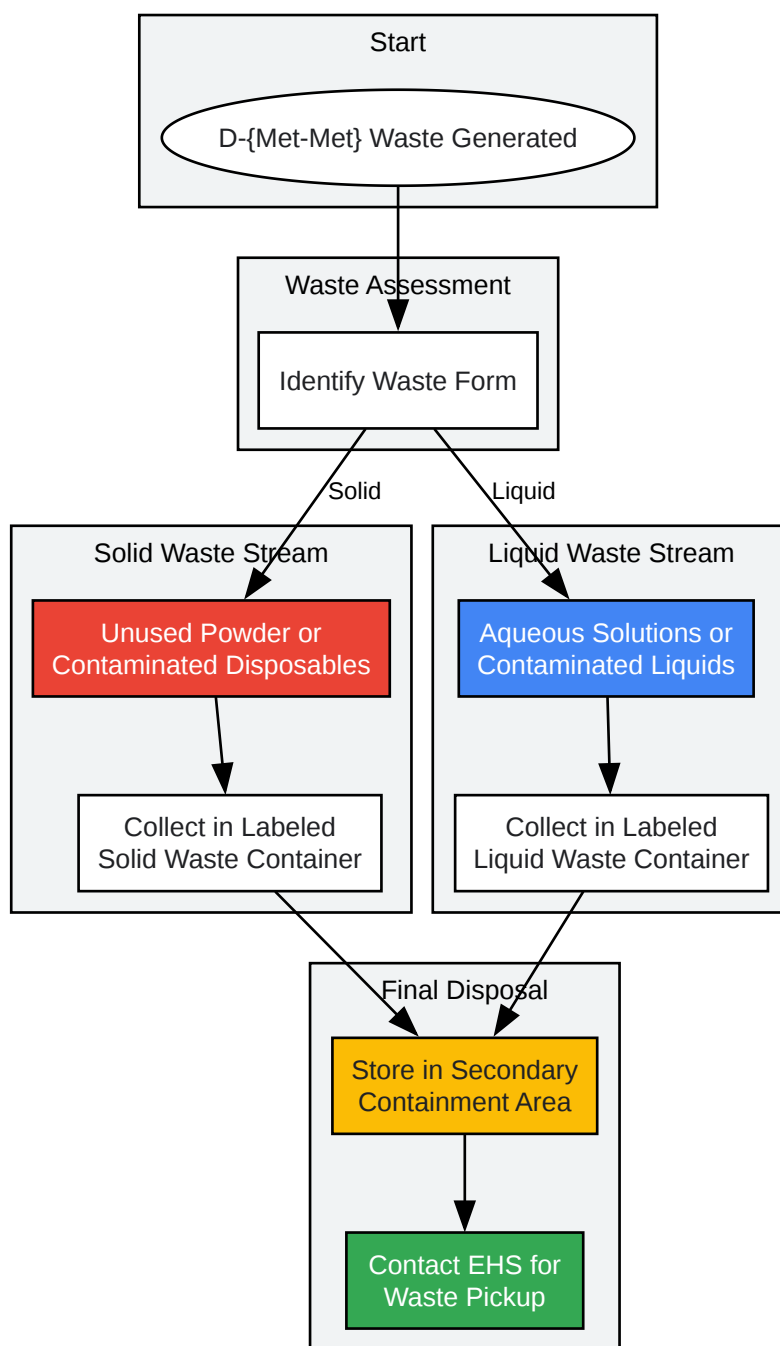 Start
D-{Met-Met} Waste Generated
Waste Assessment
Identify Waste Form
Solid
Liquid
Solid Waste Stream
Unused Powder or
Contaminated Disposables
Collect in Labeled
Solid Waste Container
Liquid Waste Stream
Aqueous Solutions or
Contaminated Liquids
Collect in Labeled
Liquid Waste Container
Final Disposal
Store in Secondary
Containment Area
Contact EHS for
Waste Pickup